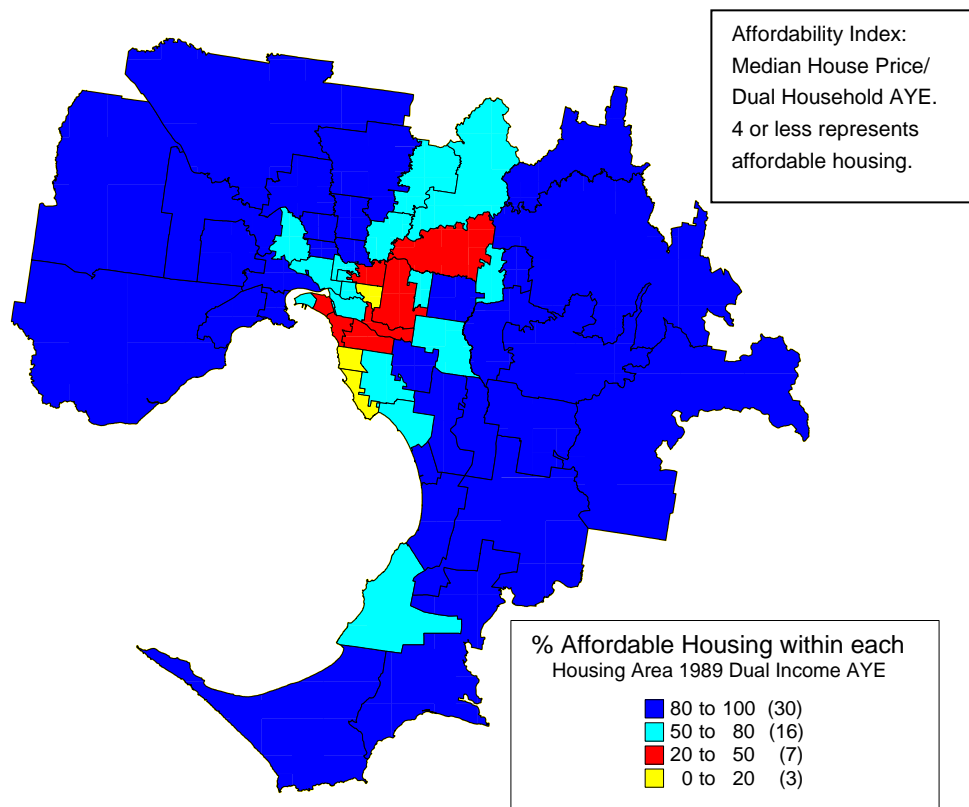 Affordability Index:
Median House Price/
Dual Household AYE.
4 or less represents
affordable housing.
% Affordable Housing within each
Housing Area 1989 Dual Income AYE
80 to 100 (30)
50 to 80 (16)
20 to 50 (7)
0 to 20 (3)